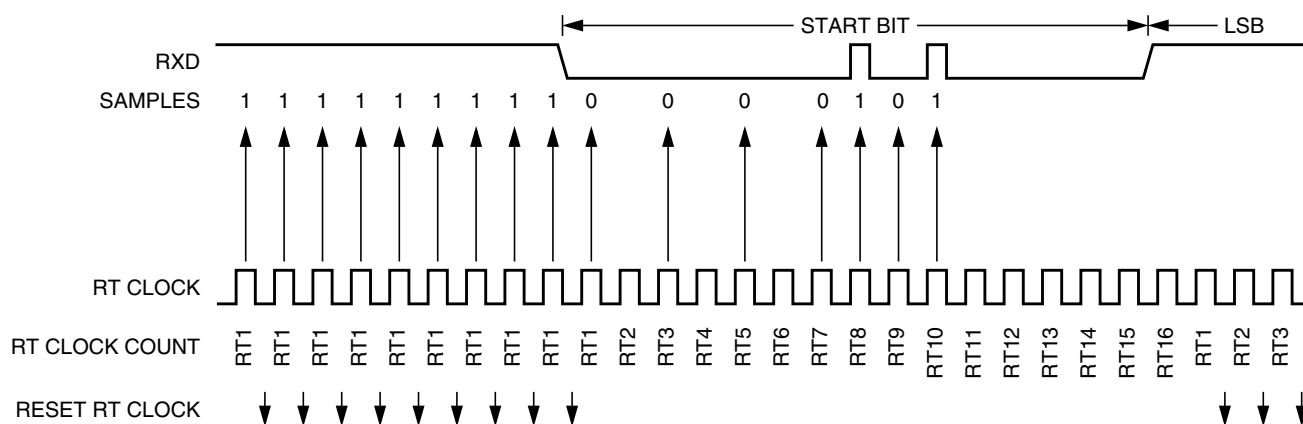 START BIT LSB
RXD
SAMPLES 1 1 1 1 1 1 1 1 1 0 0 0 0 1 0 1
RT CLOCK
RT CLOCK COUNT RT1 RT1 RT1 RT1 RT1 RT1 RT1 RT1 RT1 RT1 RT2 RT3 RT4 RT5 RT6 RT7 RT8 RT9 RT10 RT11 RT12 RT13 RT14 RT15 RT16 RT1 RT2 RT3
RESET RT CLOCK